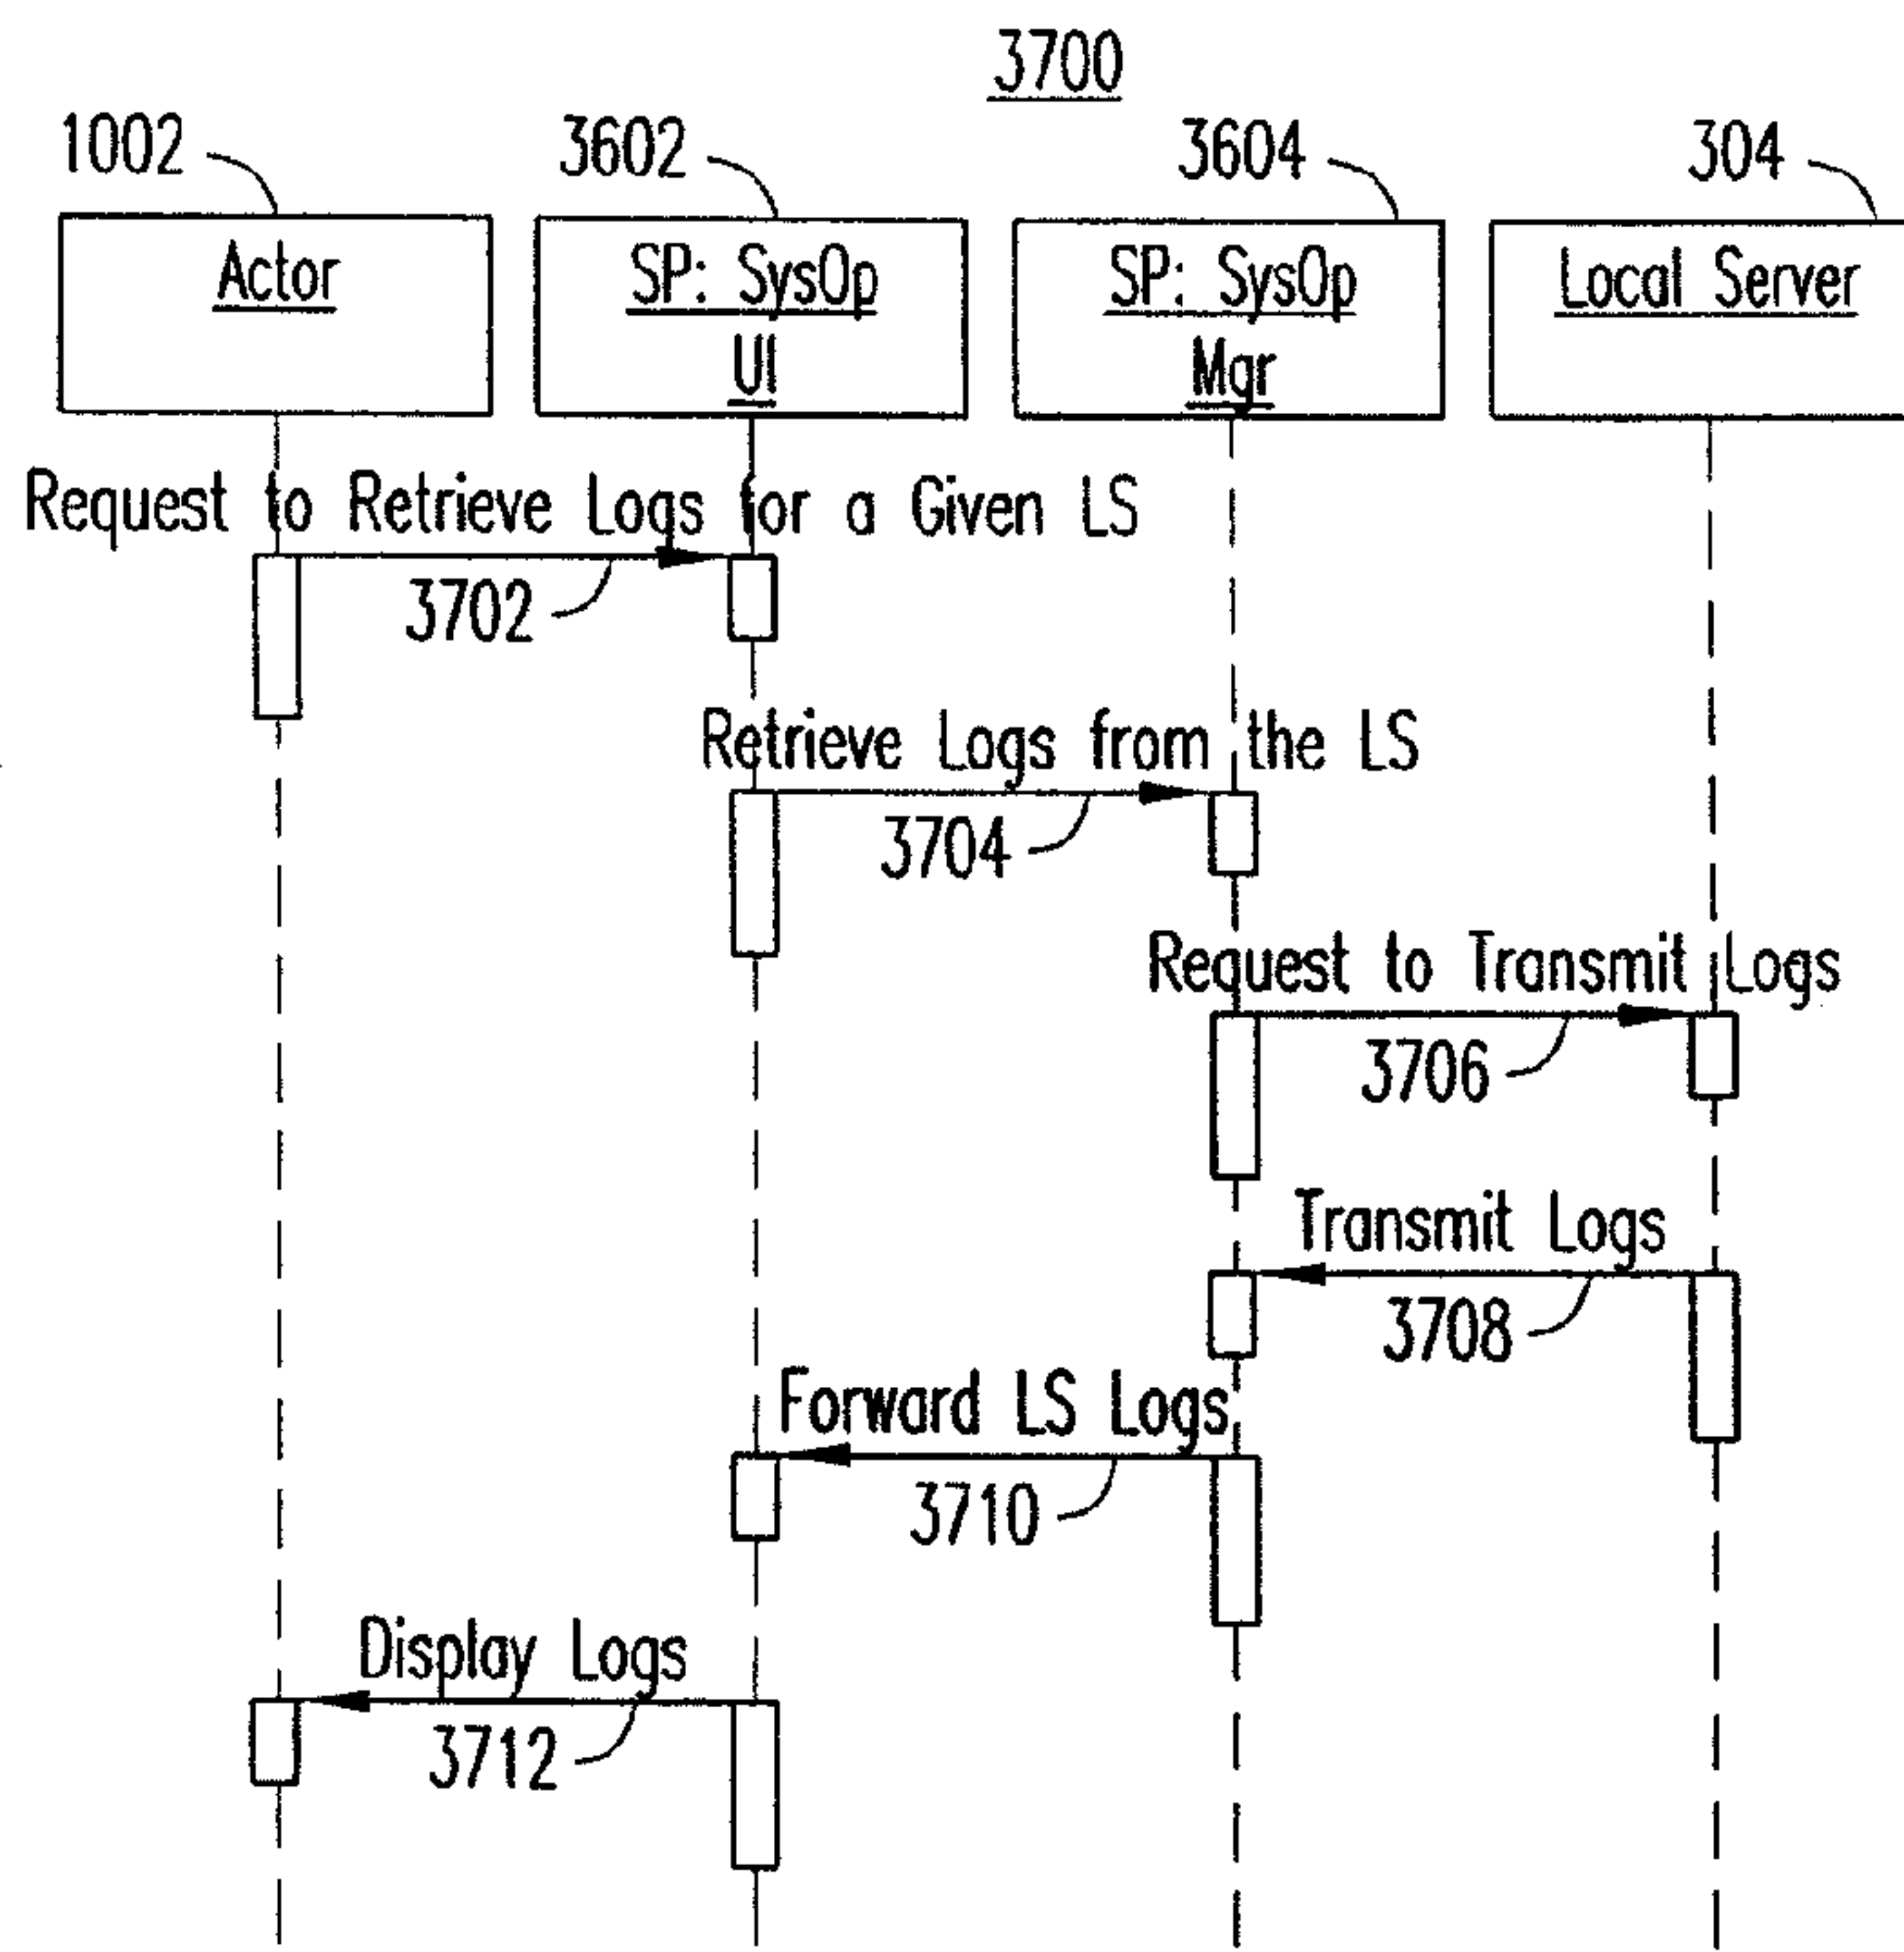 3700
1002
3602
3604
304
Actor
SP: SysOp
UI
SP: SysOp
Mgr
Local Server
Request to Retrieve Logs for a Given LS
3702
Retrieve Logs from the LS
3704
Request to Transmit Logs
3706
Transmit Logs
3708
Forward LS Logs
3710
Display Logs
3712